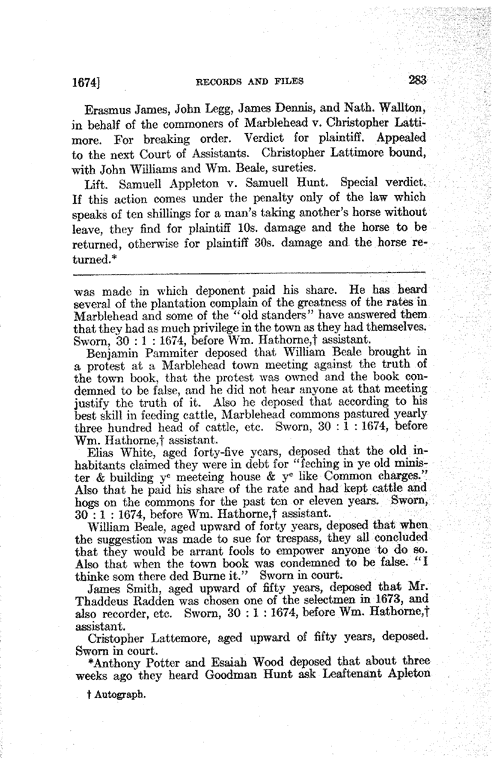 1674] RECORDS AND FILES 283
Erasmus James, John Legg, James Dennis, and Nath. Wallton,
in behalf of the commoners of Marblehead v. Christopher Latti-
more. For breaking order. Verdict for plaintiff. Appealed
to the next Court of Assistants. Christopher Lattimore bound,
with John Williams and Wm. Beale, sureties.
Lift. Samuell Appleton v. Samuell Hunt. Special verdict.
If this action comes under the penalty only of the law which
speaks of ten shillings for a man's taking another's horse without
leave, they find for plaintiff 10s. damage and the horse to be
returned, otherwise for plaintiff 30s. damage and the horse re-
turned.*
was made in which deponent paid his share. He has heard
several of the plantation complain of the greatness of the rates in
Marblehead and some of the "old standers" have answered them
that they had as much privilege in the town as they had themselves.
Sworn, 30 : 1 : 1674, before Wm. Hathorne,† assistant.
Benjamin Pammiter deposed that William Beale brought in
a protest at a Marblehead town meeting against the truth of
the town book, that the protest was owned and the book con-
demned to be false, and he did not hear anyone at that meeting
justify the truth of it. Also he deposed that according to his
best skill in feeding cattle, Marblehead commons pastured yearly
three hundred head of cattle, etc. Sworn, 30 : 1 : 1674, before
Wm. Hathorne,† assistant.
Elias White, aged forty-five years, deposed that the old in-
habitants claimed they were in debt for "feching in ye old minis-
ter & building yᵉ meeteing house & yᵉ like Common charges."
Also that he paid his share of the rate and had kept cattle and
hogs on the commons for the past ten or eleven years. Sworn,
30 : 1 : 1674, before Wm. Hathorne,† assistant.
William Beale, aged upward of forty years, deposed that when
the suggestion was made to sue for trespass, they all concluded
that they would be arrant fools to empower anyone to do so.
Also that when the town book was condemned to be false. "I
thinke som there ded Burne it." Sworn in court.
James Smith, aged upward of fifty years, deposed that Mr.
Thaddeus Radden was chosen one of the selectmen in 1673, and
also recorder, etc. Sworn, 30 : 1 : 1674, before Wm. Hathorne,†
assistant.
Cristopher Lattemore, aged upward of fifty years, deposed.
Sworn in court.
*Anthony Potter and Esaiah Wood deposed that about three
weeks ago they heard Goodman Hunt ask Leaftenant Apleton
† Autograph.